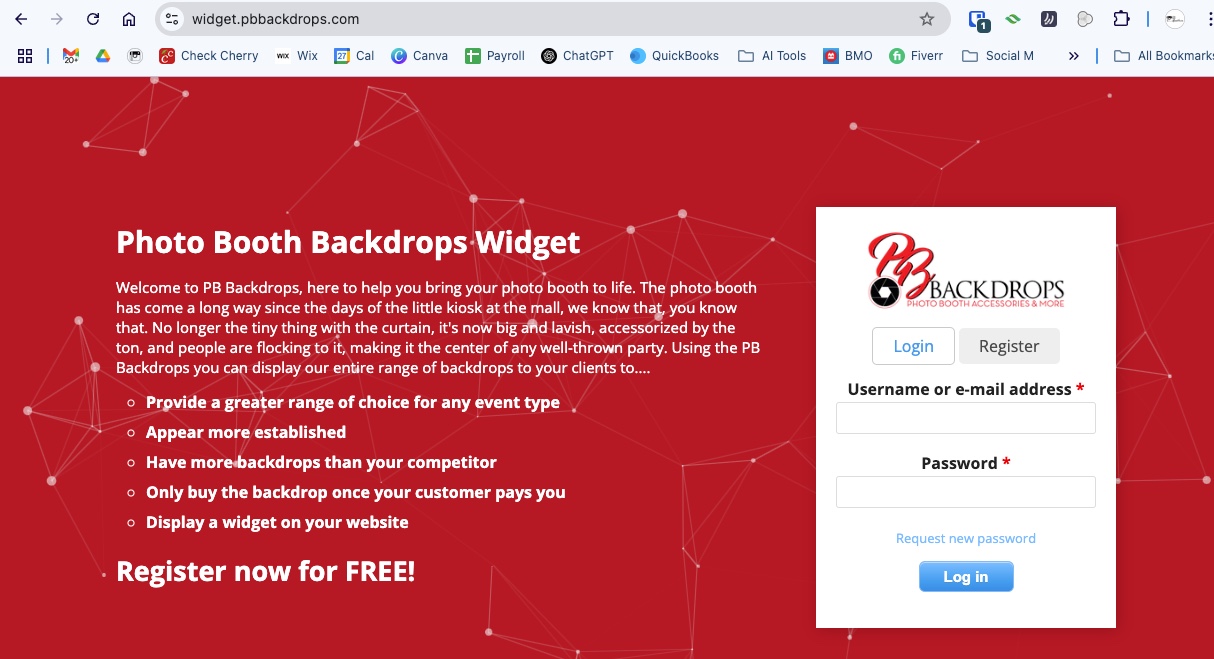 widget.pbbackdrops.com
1
20+
Check Cherry
WIX Wix
27 Cal
Canva
Payroll
ChatGPT
QuickBooks
AI Tools
BMO
fi Fiverr
Social M
»
All Bookmarks
Photo Booth Backdrops Widget
Welcome to PB Backdrops, here to help you bring your photo booth to life. The photo booth
has come a long way since the days of the little kiosk at the mall, we know that, you know
that. No longer the tiny thing with the curtain, it's now big and lavish, accessorized by the
ton, and people are flocking to it, making it the center of any well-thrown party. Using the PB
Backdrops you can display our entire range of backdrops to your clients to....
Provide a greater range of choice for any event type
Appear more established
Have more backdrops than your competitor
Only buy the backdrop once your customer pays you
Display a widget on your website
Register now for FREE!
PB
BACKDROPS
PHOTO BOOTH ACCESSORIES & MORE
Login
Register
Username or e-mail address *
Password *
Request new password
Log in